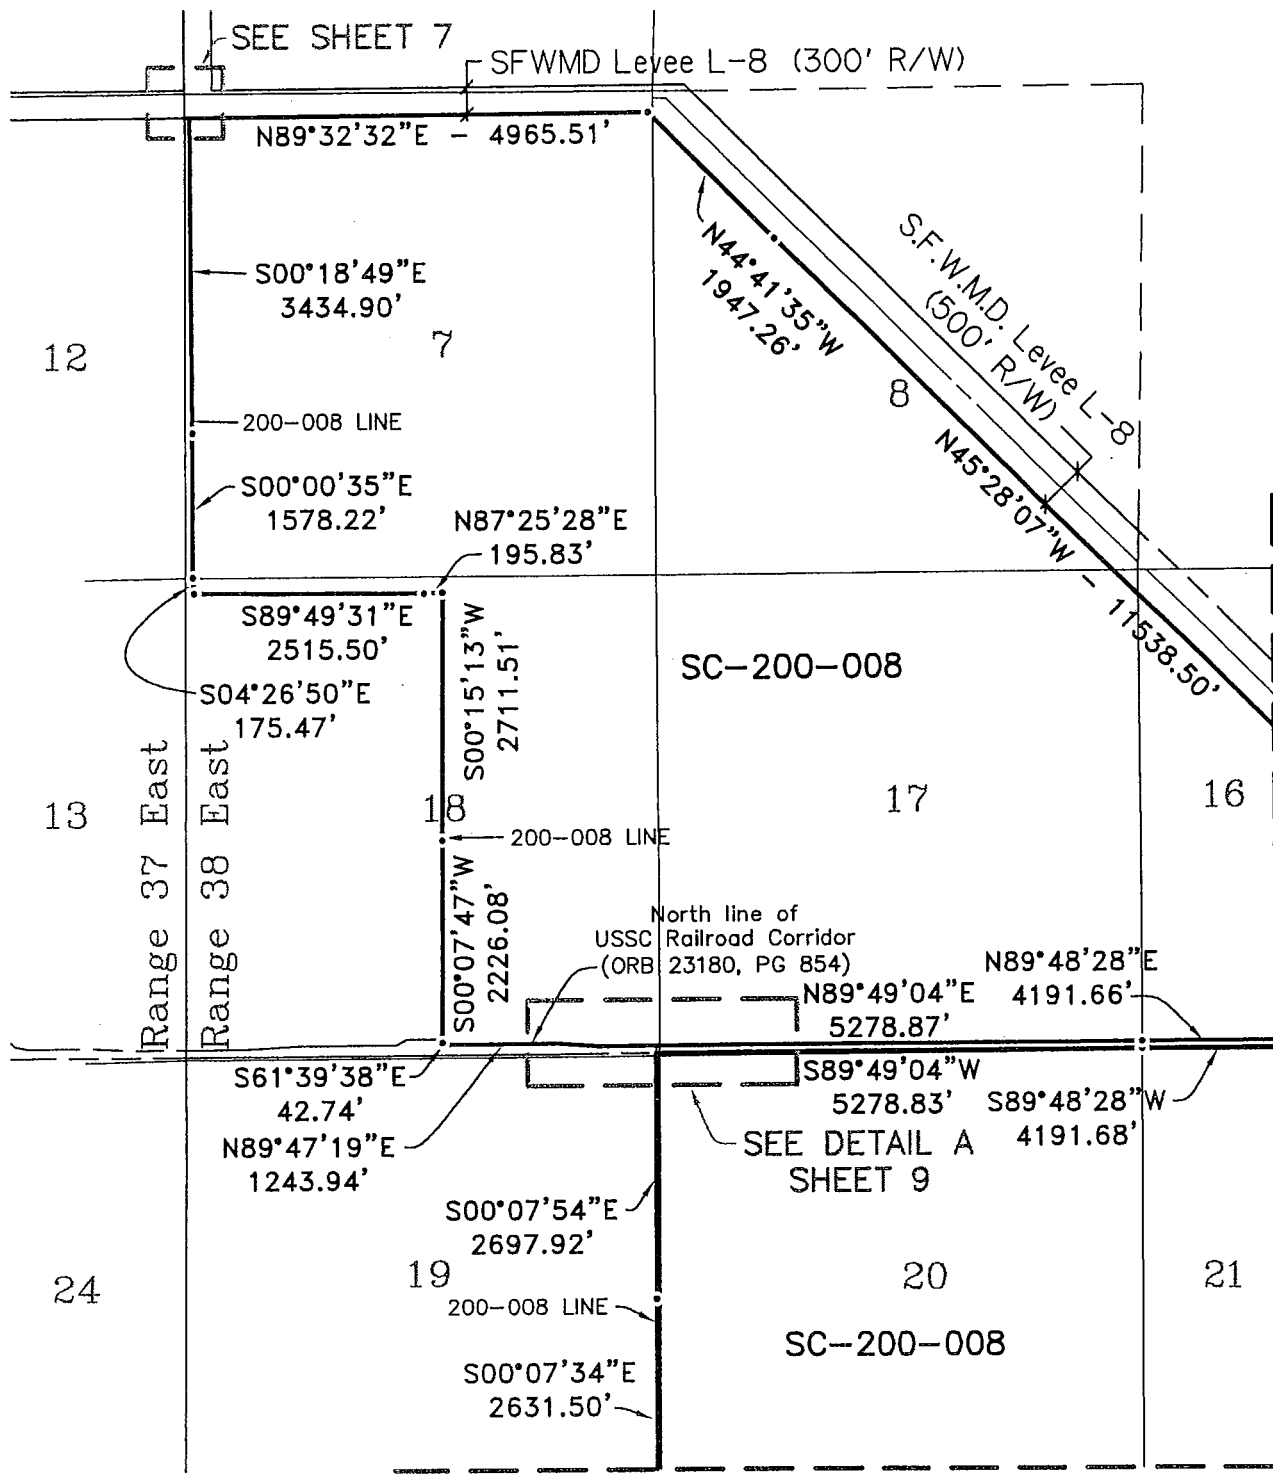 SEE SHEET 7
SFWMD Levee L-8 (300' R/W)
N89°32'32"E - 4965.51'
S.F.W.M.D. Levee L-8
(500' R/W)
N44°41'35"W
1947.26'
S00°18'49"E
3434.90'
7
12
8
200-008 LINE
N45°28'07"W - 11538.50'
S00°00'35"E
1578.22'
N87°25'28"E
195.83'
S89°49'31"E
2515.50'
S00°15'13"W
2711.51'
SC-200-008
S04°26'50"E
175.47'
Range 37 East
Range 38 East
13
18
17
16
200-008 LINE
S00°07'47"W
2226.08'
North line of
USSC Railroad Corridor
(ORB 23180, PG 854)
N89°48'28"E
4191.66'
N89°49'04"E
5278.87'
S61°39'38"E
42.74'
S89°49'04"W
5278.83'
S89°48'28"W
4191.68'
N89°47'19"E
1243.94'
SEE DETAIL A
SHEET 9
S00°07'54"E
2697.92'
24
19
20
21
200-008 LINE
SC-200-008
S00°07'34"E
2631.50'